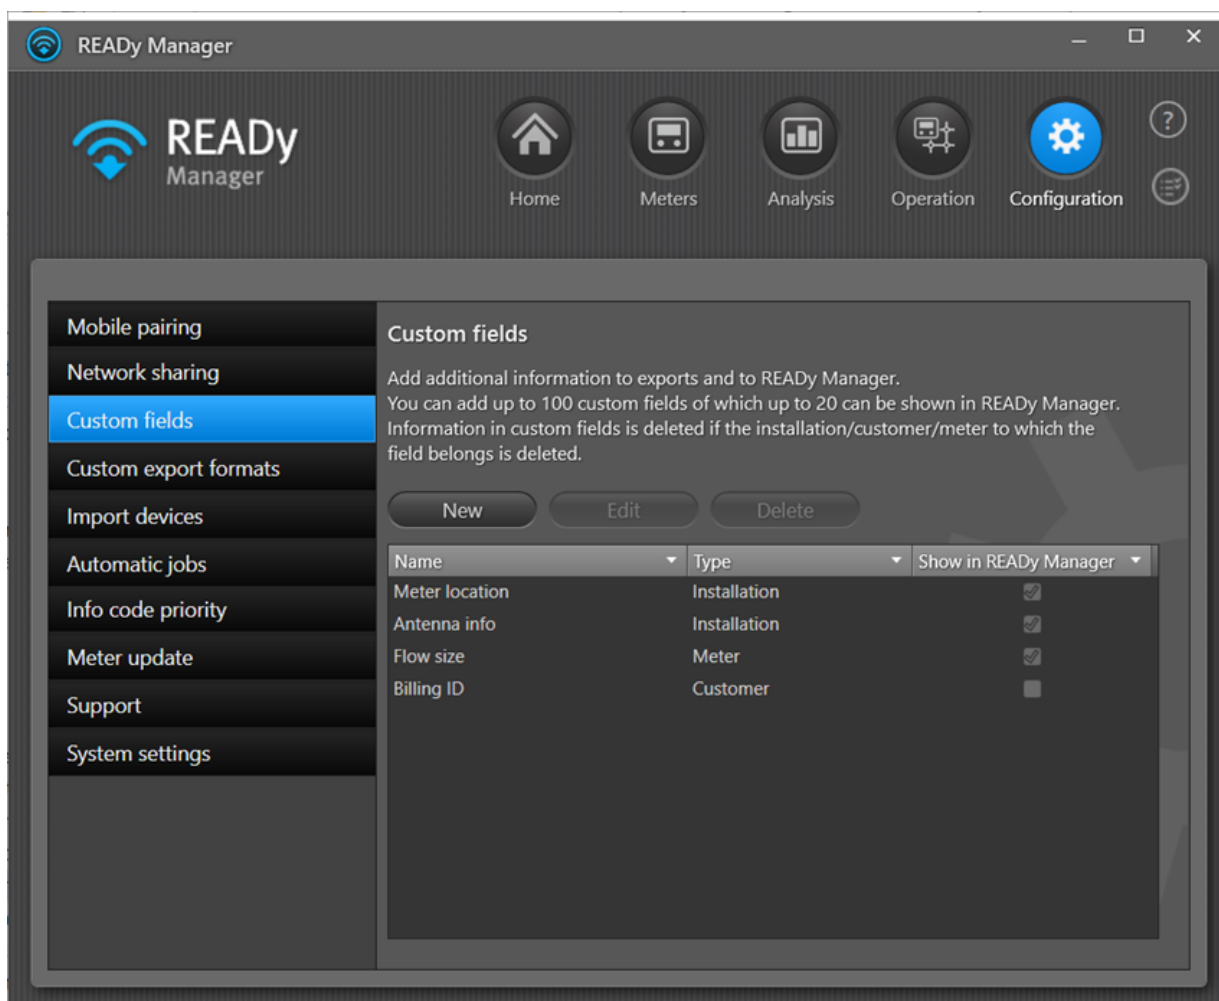 READy Manager
READy
Manager
Home
Meters
Analysis
Operation
Configuration
?
Mobile pairing
Network sharing
Custom fields
Custom export formats
Import devices
Automatic jobs
Info code priority
Meter update
Support
System settings
Custom fields
Add additional information to exports and to READy Manager.
You can add up to 100 custom fields of which up to 20 can be shown in READy Manager.
Information in custom fields is deleted if the installation/customer/meter to which the
field belongs is deleted.
New Edit Delete
Name Type Show in READy Manager
Meter location Installation
Antenna info Installation
Flow size Meter
Billing ID Customer